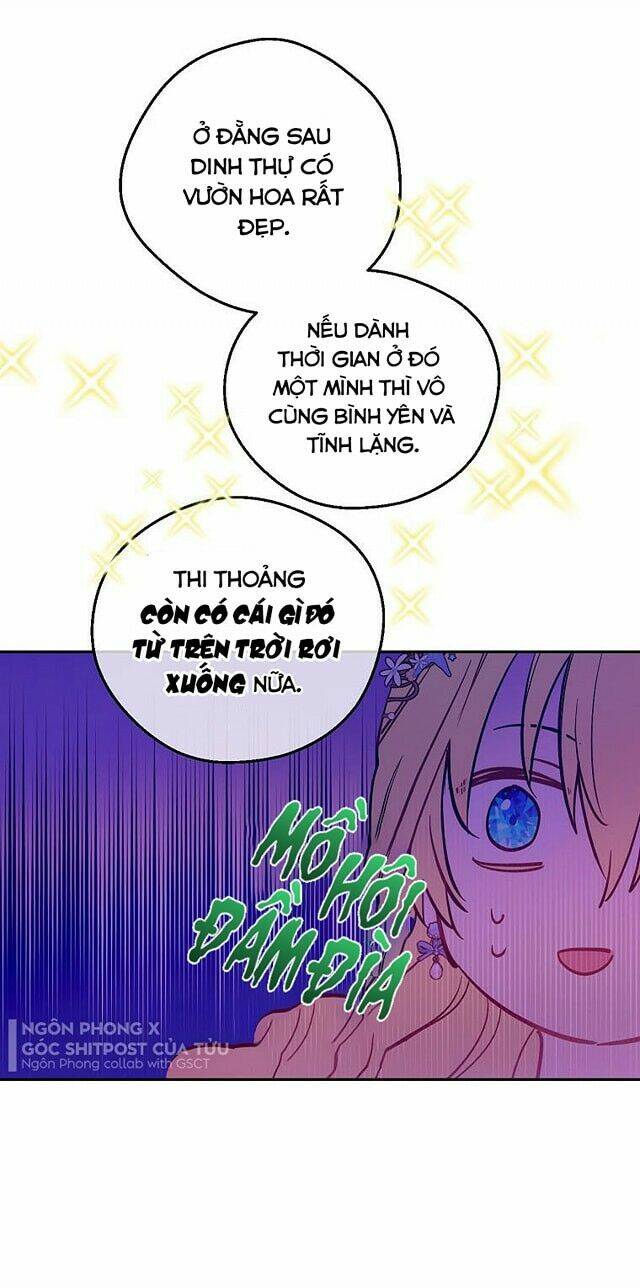 Ở ĐẰNG SAU
DINH THỰ CÓ
VƯỜN HOA RẤT
ĐẸP.
NẾU DÀNH
THỜI GIAN Ở ĐÓ
MỘT MÌNH THÌ VÔ
CÙNG BÌNH YÊN VÀ
TĨNH LẶNG.
THI THOẢNG
CÒN CÓ CÁI GÌ ĐÓ
TỪ TRÊN TRỜI RƠI
XUỐNG NỮA.
MỒ HÔI
ĐẦM ĐÌA
NGÔN PHONG X
GÓC SHITPOST CỦA TỬU
Ngôn Phong collab with GSCT